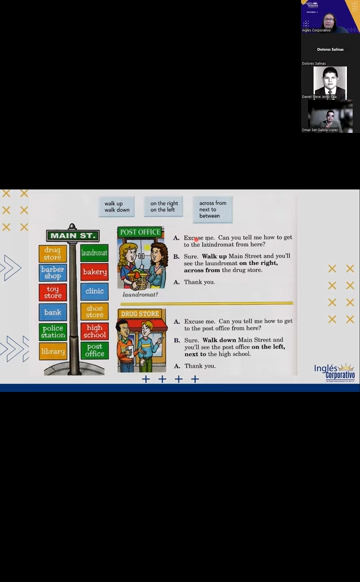 Inglés Corporativo
Dolores Salinas
Dolores Salinas
walk up
walk down
on the right
on the left
across from
next to
between
MAIN ST.
drug store
laundromat
barber shop
bakery
toy store
clinic
bank
shoe store
police station
high school
library
post office
POST OFFICE
laundromat?
A. Excuse me. Can you tell me how to get
to the laundromat from here?
B. Sure. Walk up Main Street and you'll
see the laundromat on the right,
across from the drug store.
A. Thank you.
DRUG STORE
A. Excuse me. Can you tell me how to get
to the post office from here?
B. Sure. Walk down Main Street and
you'll see the post office on the left,
next to the high school.
A. Thank you.
Inglés
Corporativo